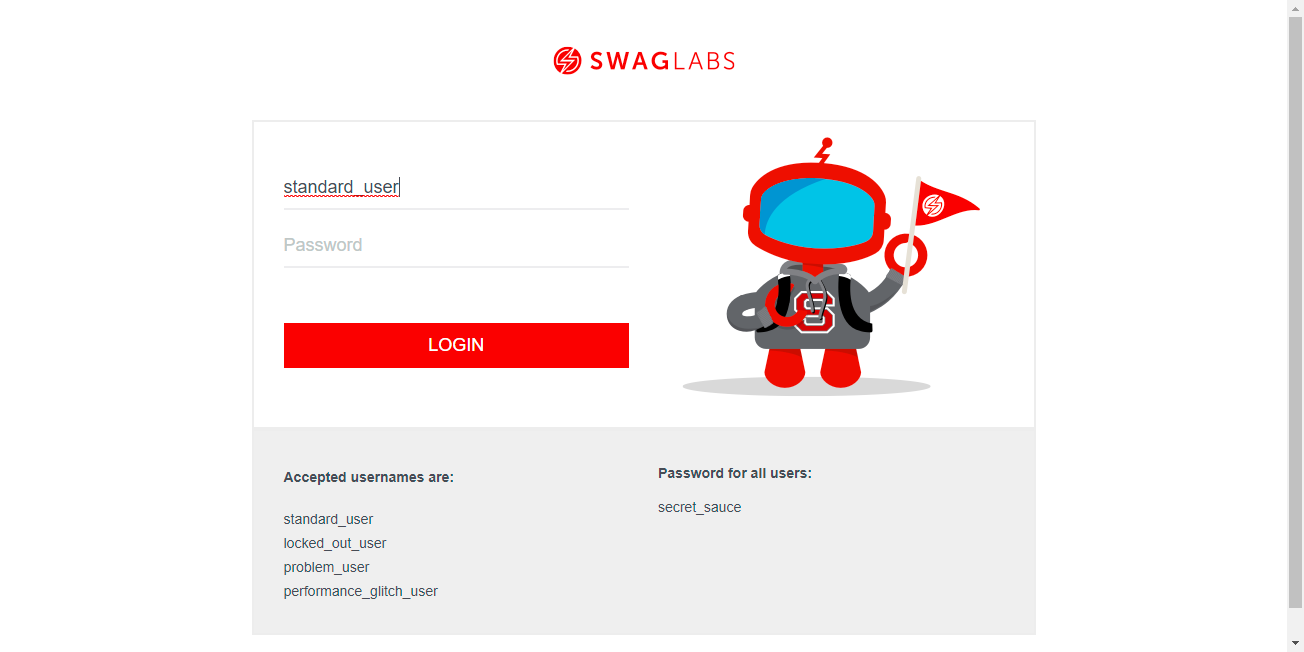 SWAGLABS
standard_user
Password
LOGIN
S
Accepted usernames are:
standard_user
locked_out_user
problem_user
performance_glitch_user
Password for all users:
secret_sauce